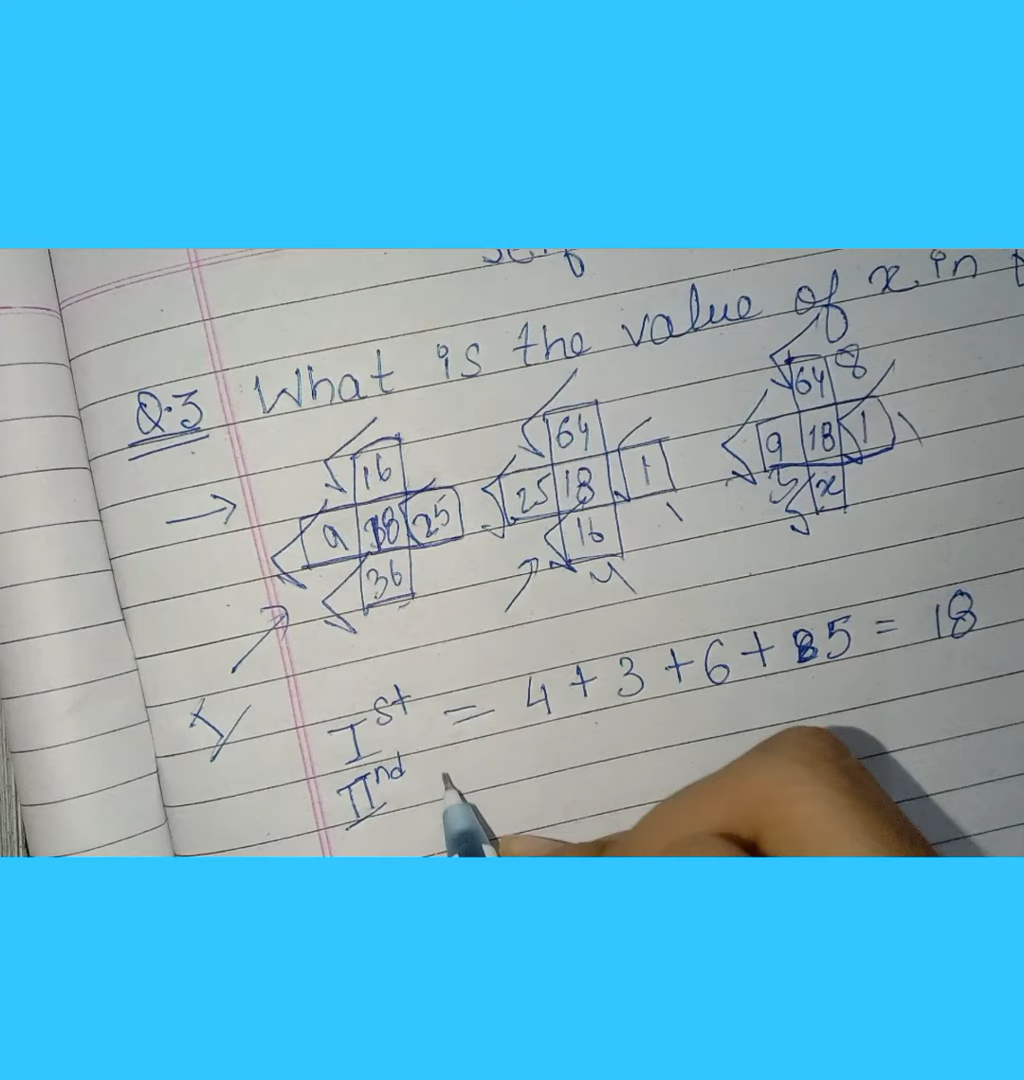 Q.3 What is the value of x in
16 64 64 8
9 18 25 25 18 1 9 18 1
36 16 3 x
4
Ist = 4 + 3 + 6 + 5 = 18
IInd